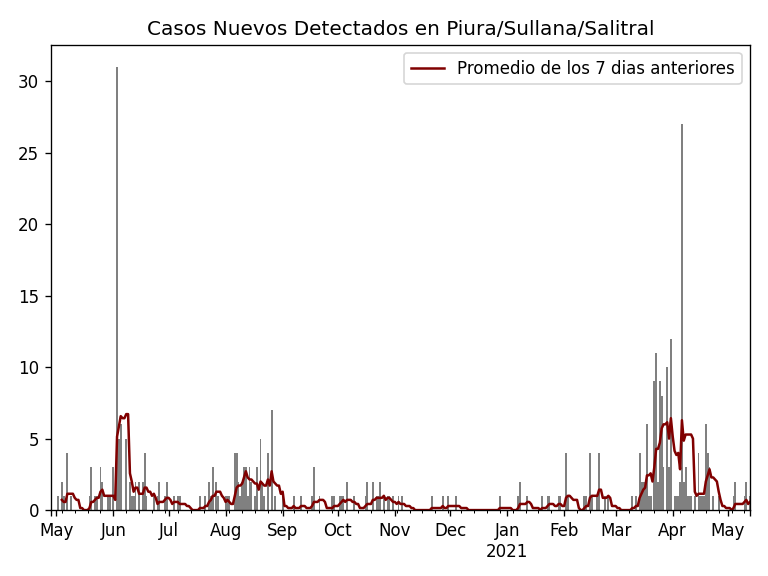 Casos Nuevos Detectados en Piura/Sullana/Salitral
Promedio de los 7 dias anteriores
30
25
20
15
10
5
0
May Jun Jul Aug Sep Oct Nov Dec Jan Feb Mar Apr May
2021